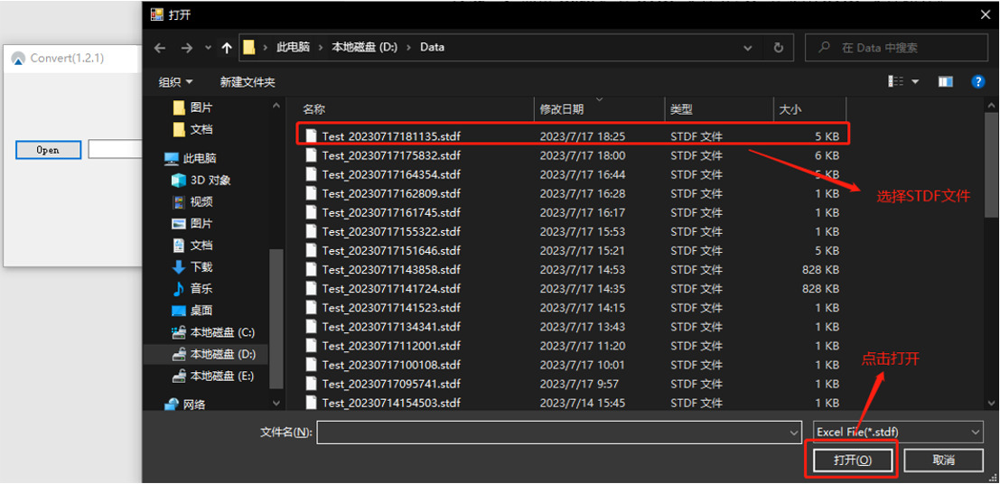 打开
Convert(1.2.1)
此电脑 › 本地磁盘 (D:) › Data
在 Data 中搜索
组织 新建文件夹
Open
图片
文档
此电脑
3D 对象
视频
图片
文档
下载
音乐
桌面
本地磁盘 (C:)
本地磁盘 (D:)
本地磁盘 (E:)
网络
名称 修改日期 类型 大小
Test_20230717181135.stdf 2023/7/17 18:25 STDF 文件 5 KB
Test_20230717175832.stdf 2023/7/17 18:00 STDF 文件 6 KB
Test_20230717164354.stdf 2023/7/17 16:44 STDF 文件 5 KB
Test_20230717162809.stdf 2023/7/17 16:28 STDF 文件 1 KB
Test_20230717161745.stdf 2023/7/17 16:17 STDF 文件 1 KB
Test_20230717155322.stdf 2023/7/17 15:53 STDF 文件 1 KB
Test_20230717151646.stdf 2023/7/17 15:21 STDF 文件 5 KB
Test_20230717143858.stdf 2023/7/17 14:53 STDF 文件 828 KB
Test_20230717141724.stdf 2023/7/17 14:35 STDF 文件 828 KB
Test_20230717141523.stdf 2023/7/17 14:15 STDF 文件 1 KB
Test_20230717134341.stdf 2023/7/17 13:43 STDF 文件 1 KB
Test_20230717112001.stdf 2023/7/17 11:20 STDF 文件 1 KB
Test_20230717100108.stdf 2023/7/17 10:01 STDF 文件 1 KB
Test_20230717095741.stdf 2023/7/17 9:57 STDF 文件 1 KB
Test_20230714154503.stdf 2023/7/14 15:45 STDF 文件 1 KB
选择STDF文件
点击打开
文件名(N): Excel File(*.stdf)
打开(O) 取消